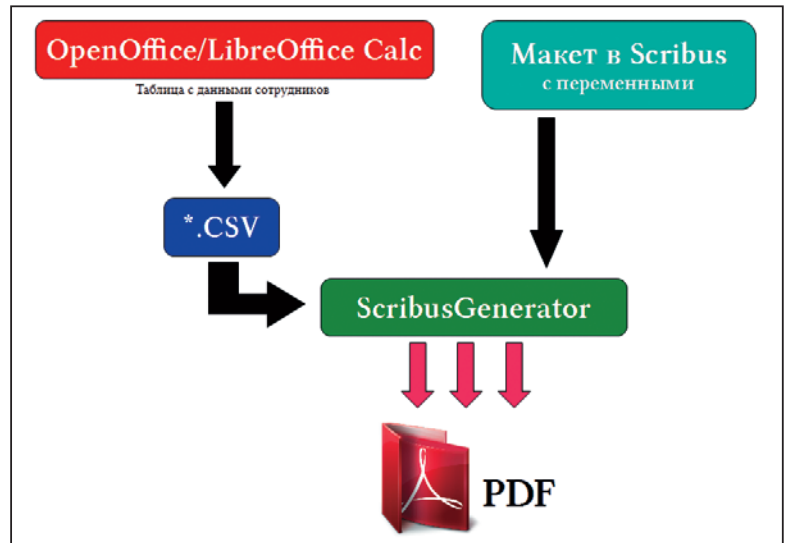 OpenOffice/LibreOffice Calc
Таблица с данными сотрудников
Макет в Scribus
с переменными
*.CSV
ScribusGenerator
PDF